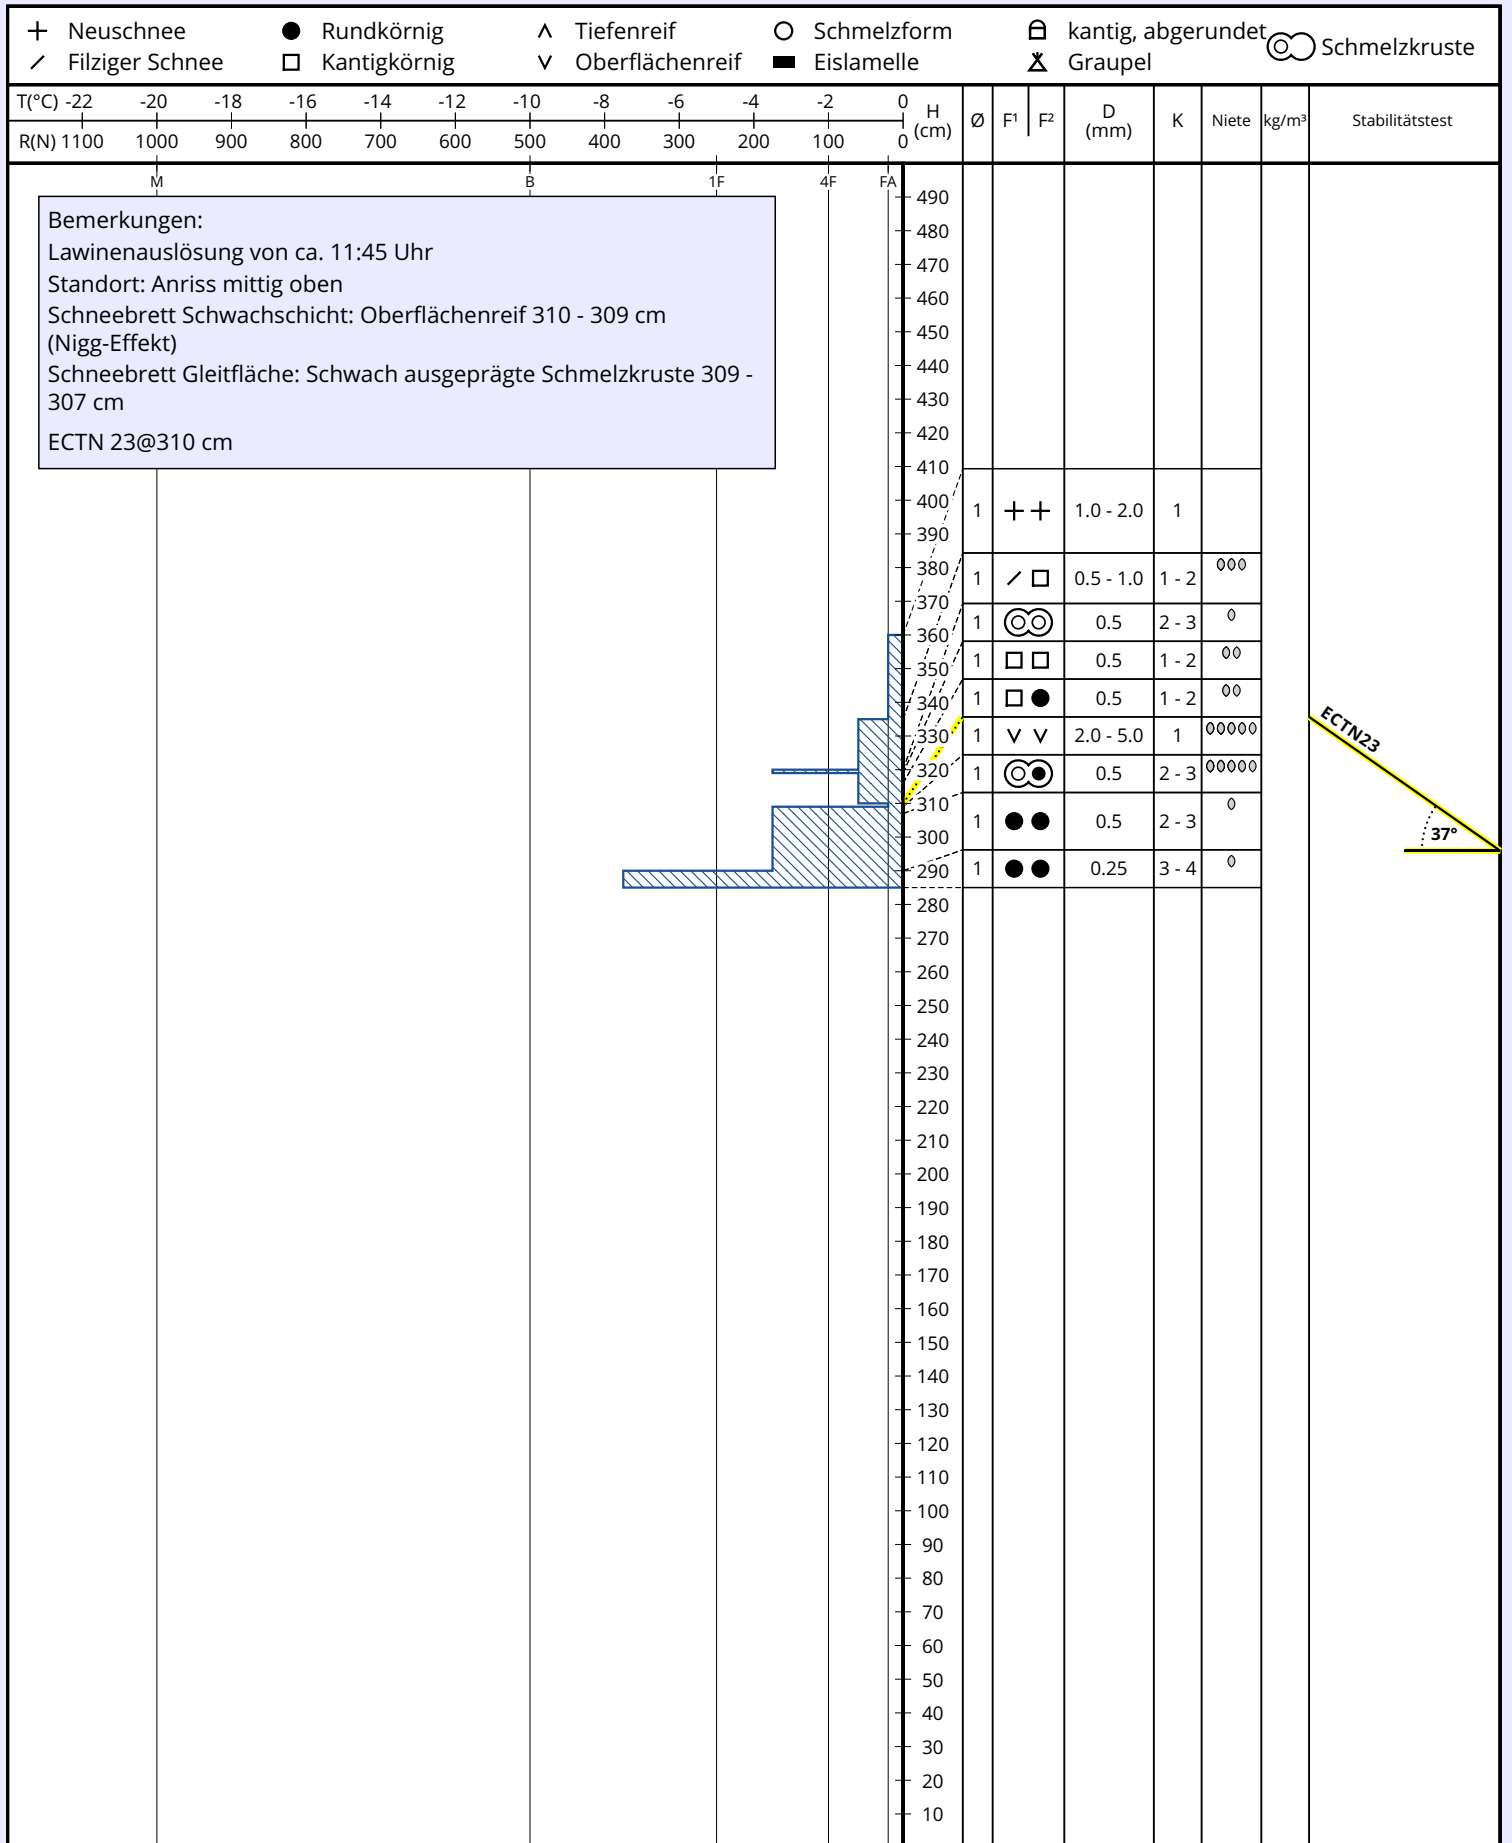 Neuschnee Rundkörnig Tiefenreif Schmelzform kantig, abgerundet Schmelzkruste
Filziger Schnee Kantigkörnig Oberflächenreif Eislamelle Graupel
T(°C) -22 -20 -18 -16 -14 -12 -10 -8 -6 -4 -2 0
R(N) 1100 1000 900 800 700 600 500 400 300 200 100 0
H (cm) Ø F¹ F² D (mm) K Niete kg/m³ Stabilitätstest
M B 1F 4F FA
Bemerkungen:
Lawinenauslösung von ca. 11:45 Uhr
Standort: Anriss mittig oben
Schneebrett Schwachschicht: Oberflächenreif 310 - 309 cm
(Nigg-Effekt)
Schneebrett Gleitfläche: Schwach ausgeprägte Schmelzkruste 309 -
307 cm
ECTN 23@310 cm
490
480
470
460
450
440
430
420
410
400
390
380
370
360
350
340
330
320
310
300
290
280
270
260
250
240
230
220
210
200
190
180
170
160
150
140
130
120
110
100
90
80
70
60
50
40
30
20
10
1 1.0 - 2.0 1
1 0.5 - 1.0 1 - 2
1 0.5 2 - 3
1 0.5 1 - 2
1 0.5 1 - 2
1 2.0 - 5.0 1
1 0.5 2 - 3
1 0.5 2 - 3
1 0.25 3 - 4
ECTN23
37°